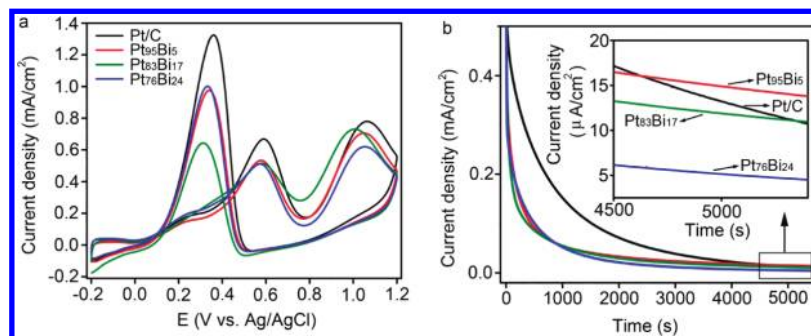 a
Current density (mA/cm²)
1.4
1.2
1.0
0.8
0.6
0.4
0.2
0.0
-0.2
Pt/C
Pt₉₅Bi₅
Pt₈₃Bi₁₇
Pt₇₆Bi₂₄
-0.2 0.0 0.2 0.4 0.6 0.8 1.0 1.2
E (V vs. Ag/AgCl)
b
Current density (mA/cm²)
0.4
0.2
0.0
0 1000 2000 3000 4000 5000
Time (s)
Current density
(μ A/cm²)
20
15
10
5
Pt₉₅Bi₅
Pt/C
Pt₈₃Bi₁₇
Pt₇₆Bi₂₄
4500 5000
Time (s)